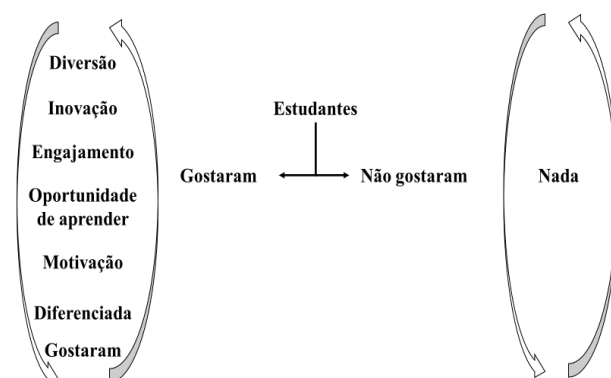 Diversão
Inovação
Engajamento
Oportunidade
de aprender
Motivação
Diferenciada
Gostaram
Estudantes
Gostaram
Não gostaram
Nada